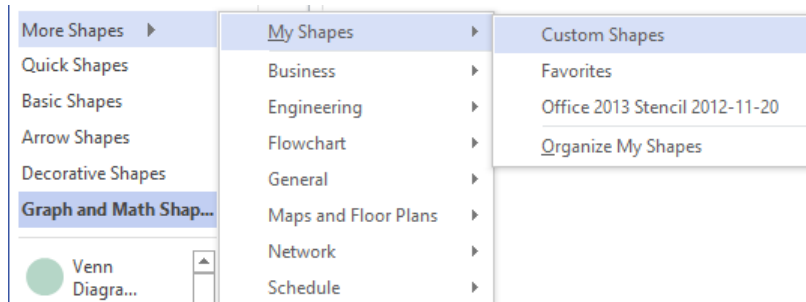 More Shapes
Quick Shapes
Basic Shapes
Arrow Shapes
Decorative Shapes
Graph and Math Shap...
Venn
Diagra...
My Shapes
Business
Engineering
Flowchart
General
Maps and Floor Plans
Network
Schedule
Custom Shapes
Favorites
Office 2013 Stencil 2012-11-20
Organize My Shapes